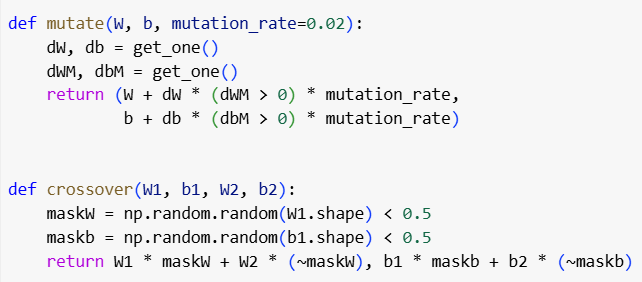 def mutate(W, b, mutation_rate=0.02):
    dW, db = get_one()
    dWM, dbM = get_one()
    return (W + dW * (dWM > 0) * mutation_rate,
            b + db * (dbM > 0) * mutation_rate)
def crossover(W1, b1, W2, b2):
    maskW = np.random.random(W1.shape) < 0.5
    maskb = np.random.random(b1.shape) < 0.5
    return W1 * maskW + W2 * (~maskW), b1 * maskb + b2 * (~maskb)